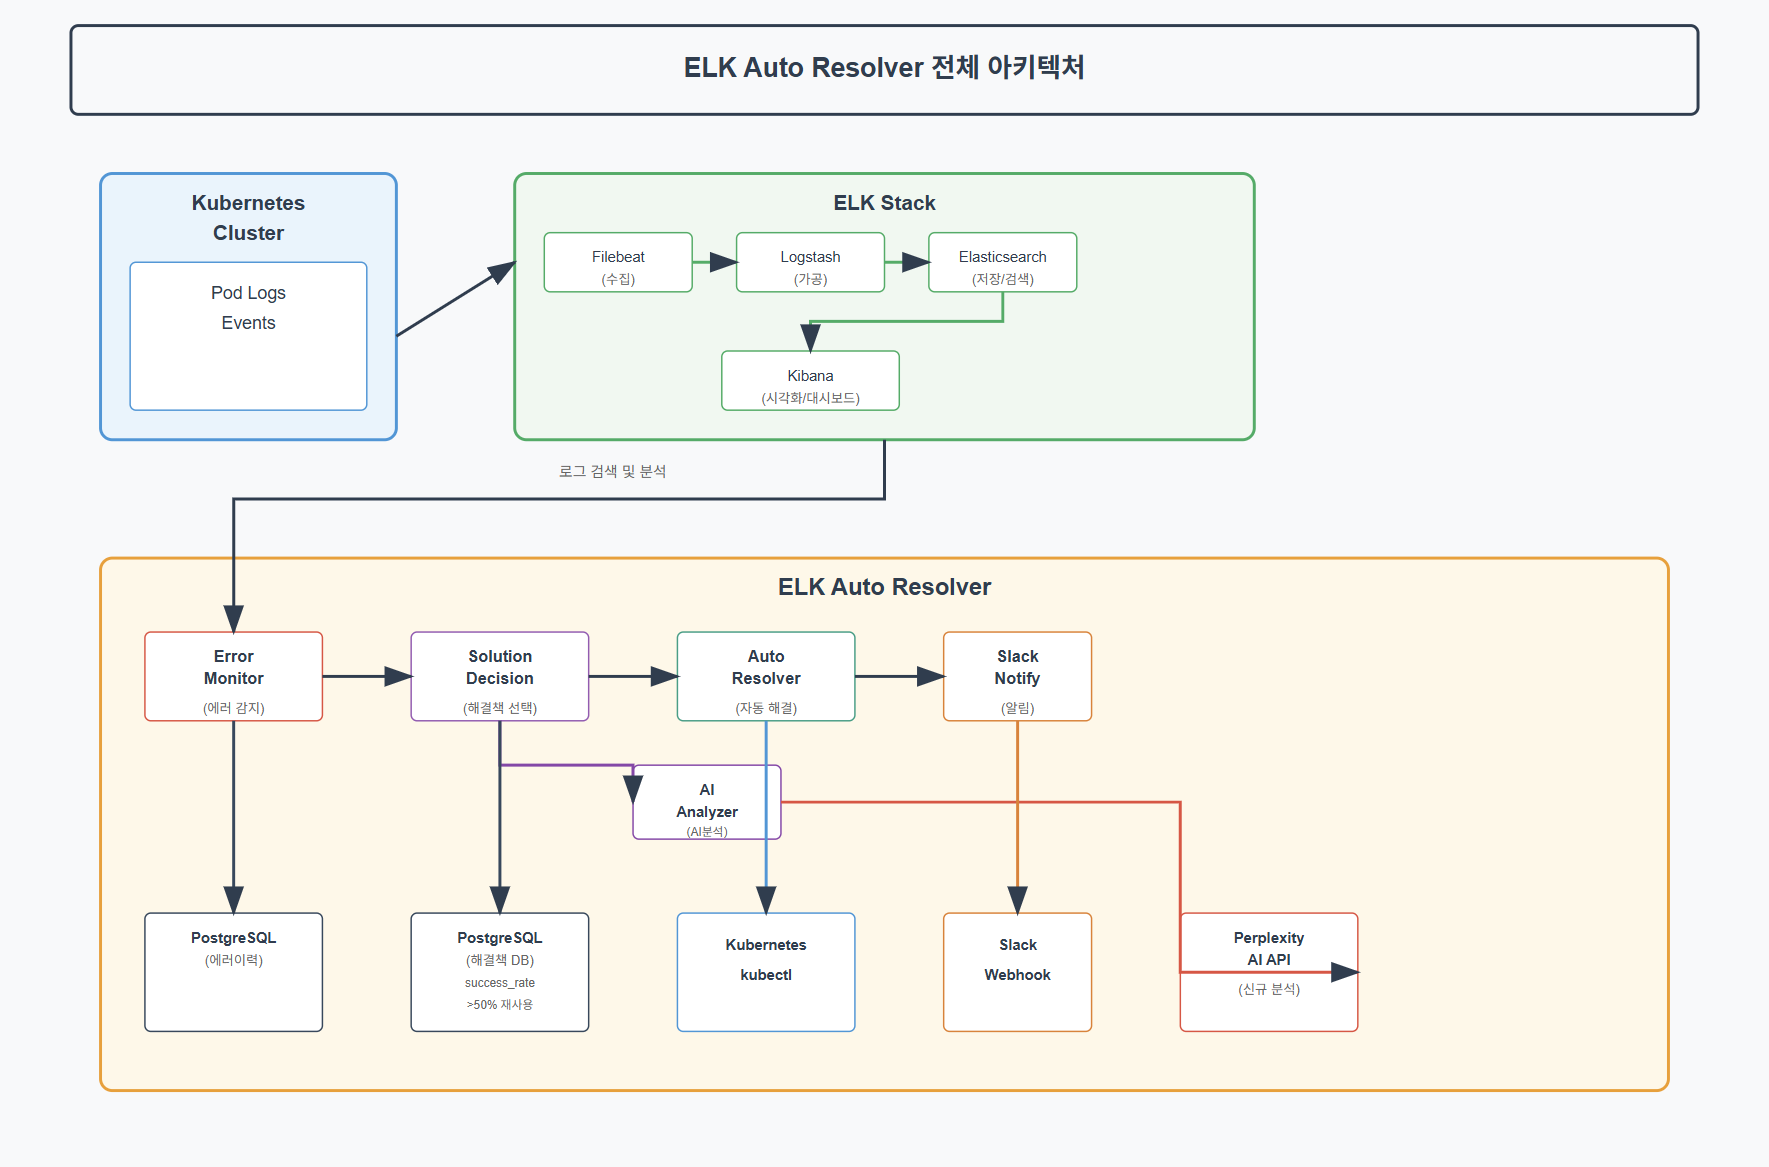 ELK Auto Resolver 전체 아키텍처
Kubernetes
Cluster
Pod Logs
Events
ELK Stack
Filebeat
(수집)
Logstash
(가공)
Elasticsearch
(저장/검색)
Kibana
(시각화/대시보드)
로그 검색 및 분석
ELK Auto Resolver
Error
Monitor
(에러 감지)
Solution
Decision
(해결책 선택)
Auto
Resolver
(자동 해결)
Slack
Notify
(알림)
AI
Analyzer
(AI분석)
PostgreSQL
(에러이력)
PostgreSQL
(해결책 DB)
success_rate
>50% 재사용
Kubernetes
kubectl
Slack
Webhook
Perplexity
AI API
(신규 분석)